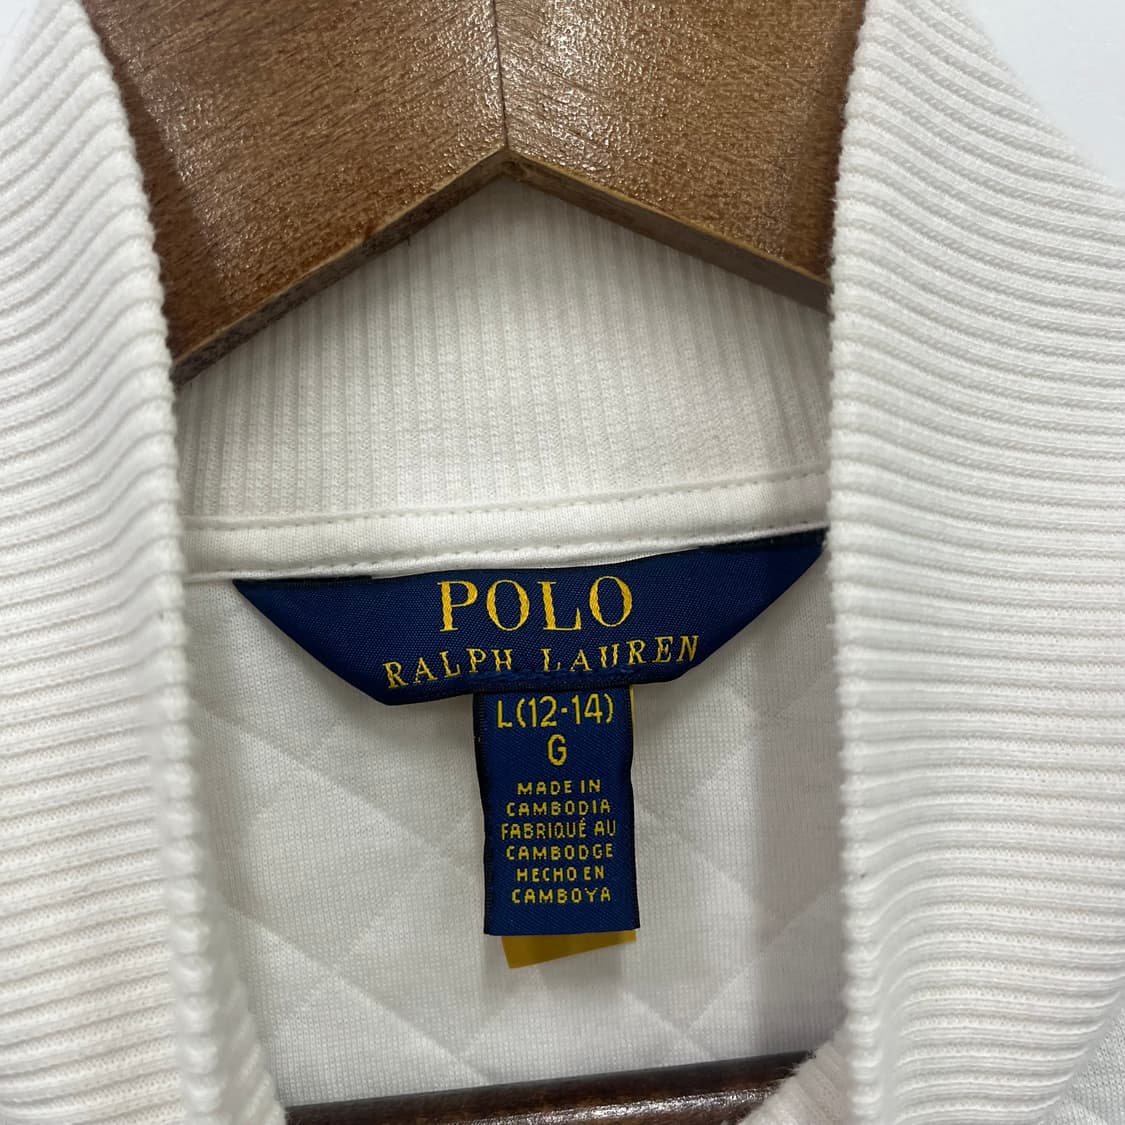 POLO
RALPH LAUREN
L(12-14)
G
MADE IN
CAMBODIA
FABRIQUÉ AU
CAMBODGE
HECHO EN
CAMBOYA